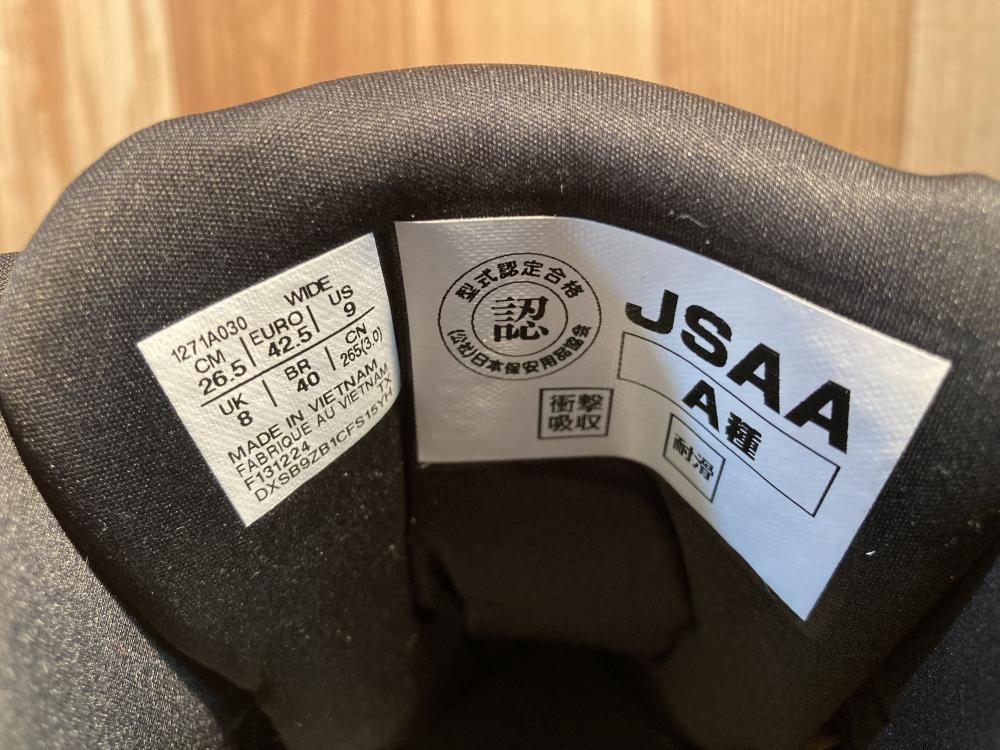 1271A030 WIDE
CM EURO US
26.5 42.5 9
UK BR CN
8 40 265(3.0)
MADE IN VIETNAM
FABRIQUE AU VIETNAM
F131224 TX
DXSB9ZB1CFS15YH
型式認定合格
認
(公社)日本保安用品協会
衝撃
吸収
JSAA
A種
耐滑